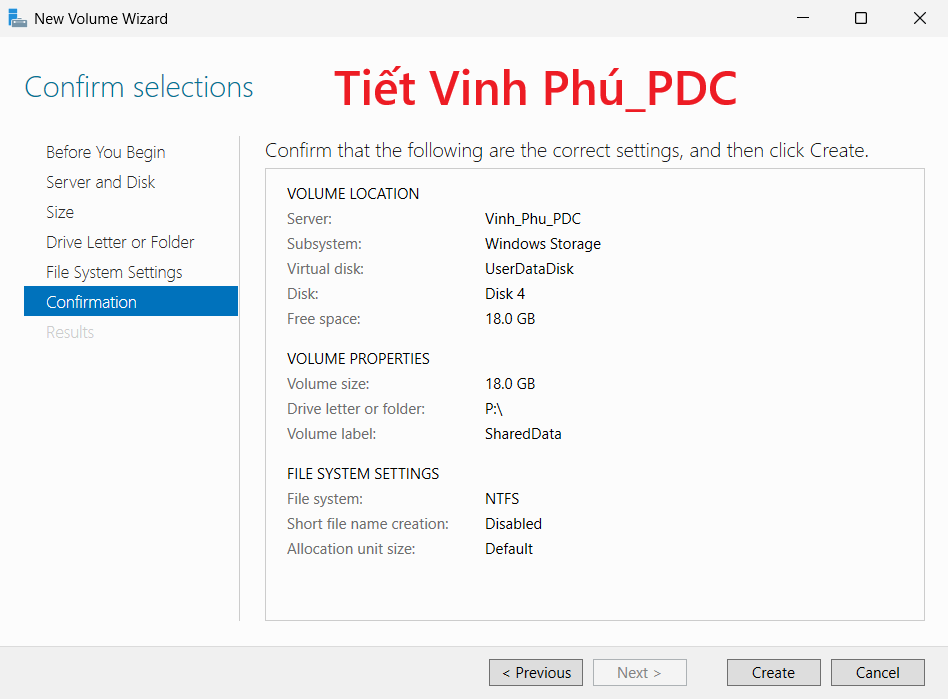 New Volume Wizard
Confirm selections
Tiết Vinh Phú_PDC
Before You Begin
Server and Disk
Size
Drive Letter or Folder
File System Settings
Confirmation
Results
Confirm that the following are the correct settings, and then click Create.
VOLUME LOCATION
Server: Vinh_Phu_PDC
Subsystem: Windows Storage
Virtual disk: UserDataDisk
Disk: Disk 4
Free space: 18.0 GB
VOLUME PROPERTIES
Volume size: 18.0 GB
Drive letter or folder: P:\
Volume label: SharedData
FILE SYSTEM SETTINGS
File system: NTFS
Short file name creation: Disabled
Allocation unit size: Default
< Previous Next > Create Cancel